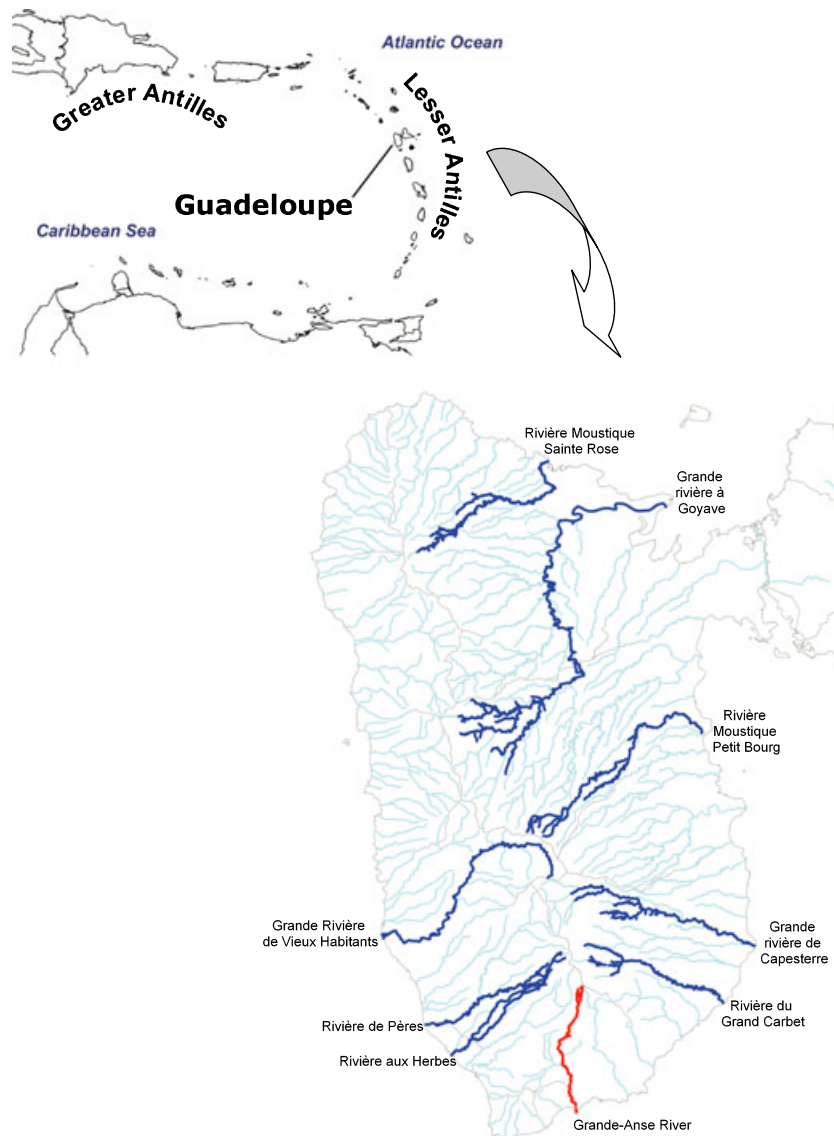 Atlantic Ocean
Greater Antilles
Lesser Antilles
Guadeloupe
Caribbean Sea
Rivière Moustique
Sainte Rose
Grande
rivière à
Goyave
Rivière
Moustique
Petit Bourg
Grande Rivière
de Vieux Habitants
Grande
rivière de
Capesterre
Rivière du
Grand Carbet
Rivière de Pères
Rivière aux Herbes
Grande-Anse River